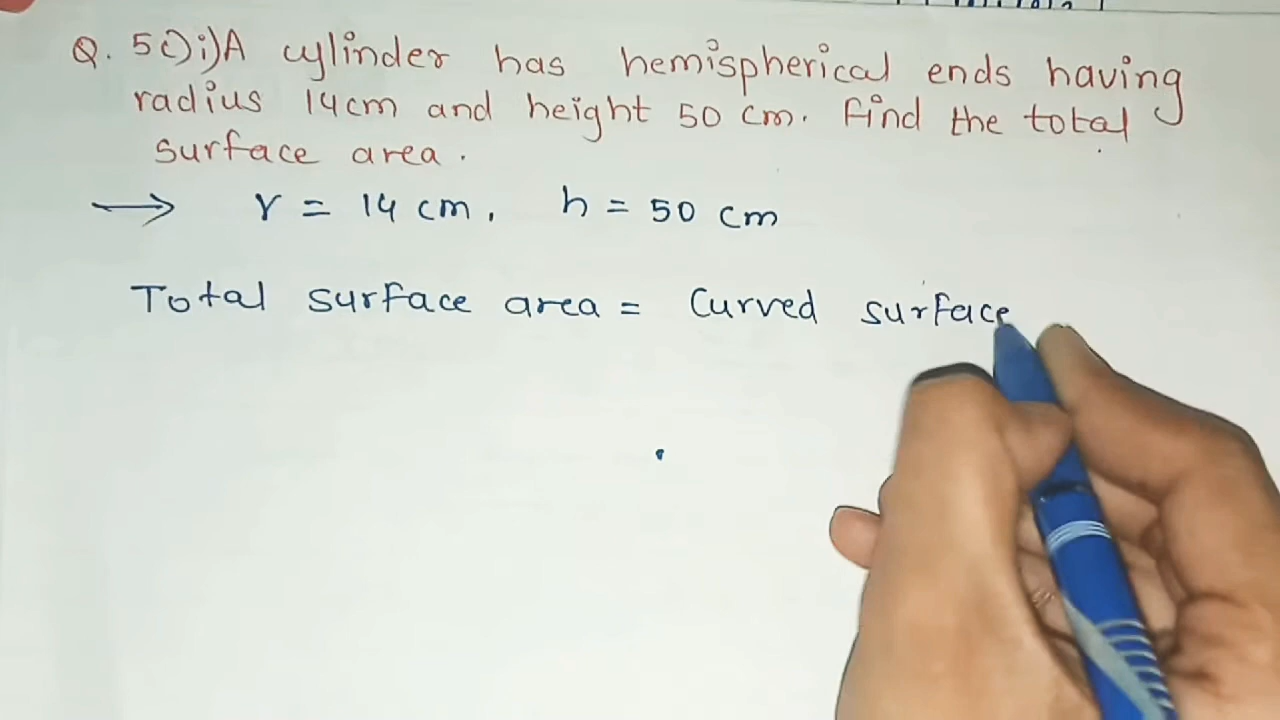 Q. 5c)i)A cylinder has hemispherical ends having
radius 14cm and height 50 cm. Find the total
surface area.
→ r = 14 cm, h = 50 cm
Total surface area = Curved surface